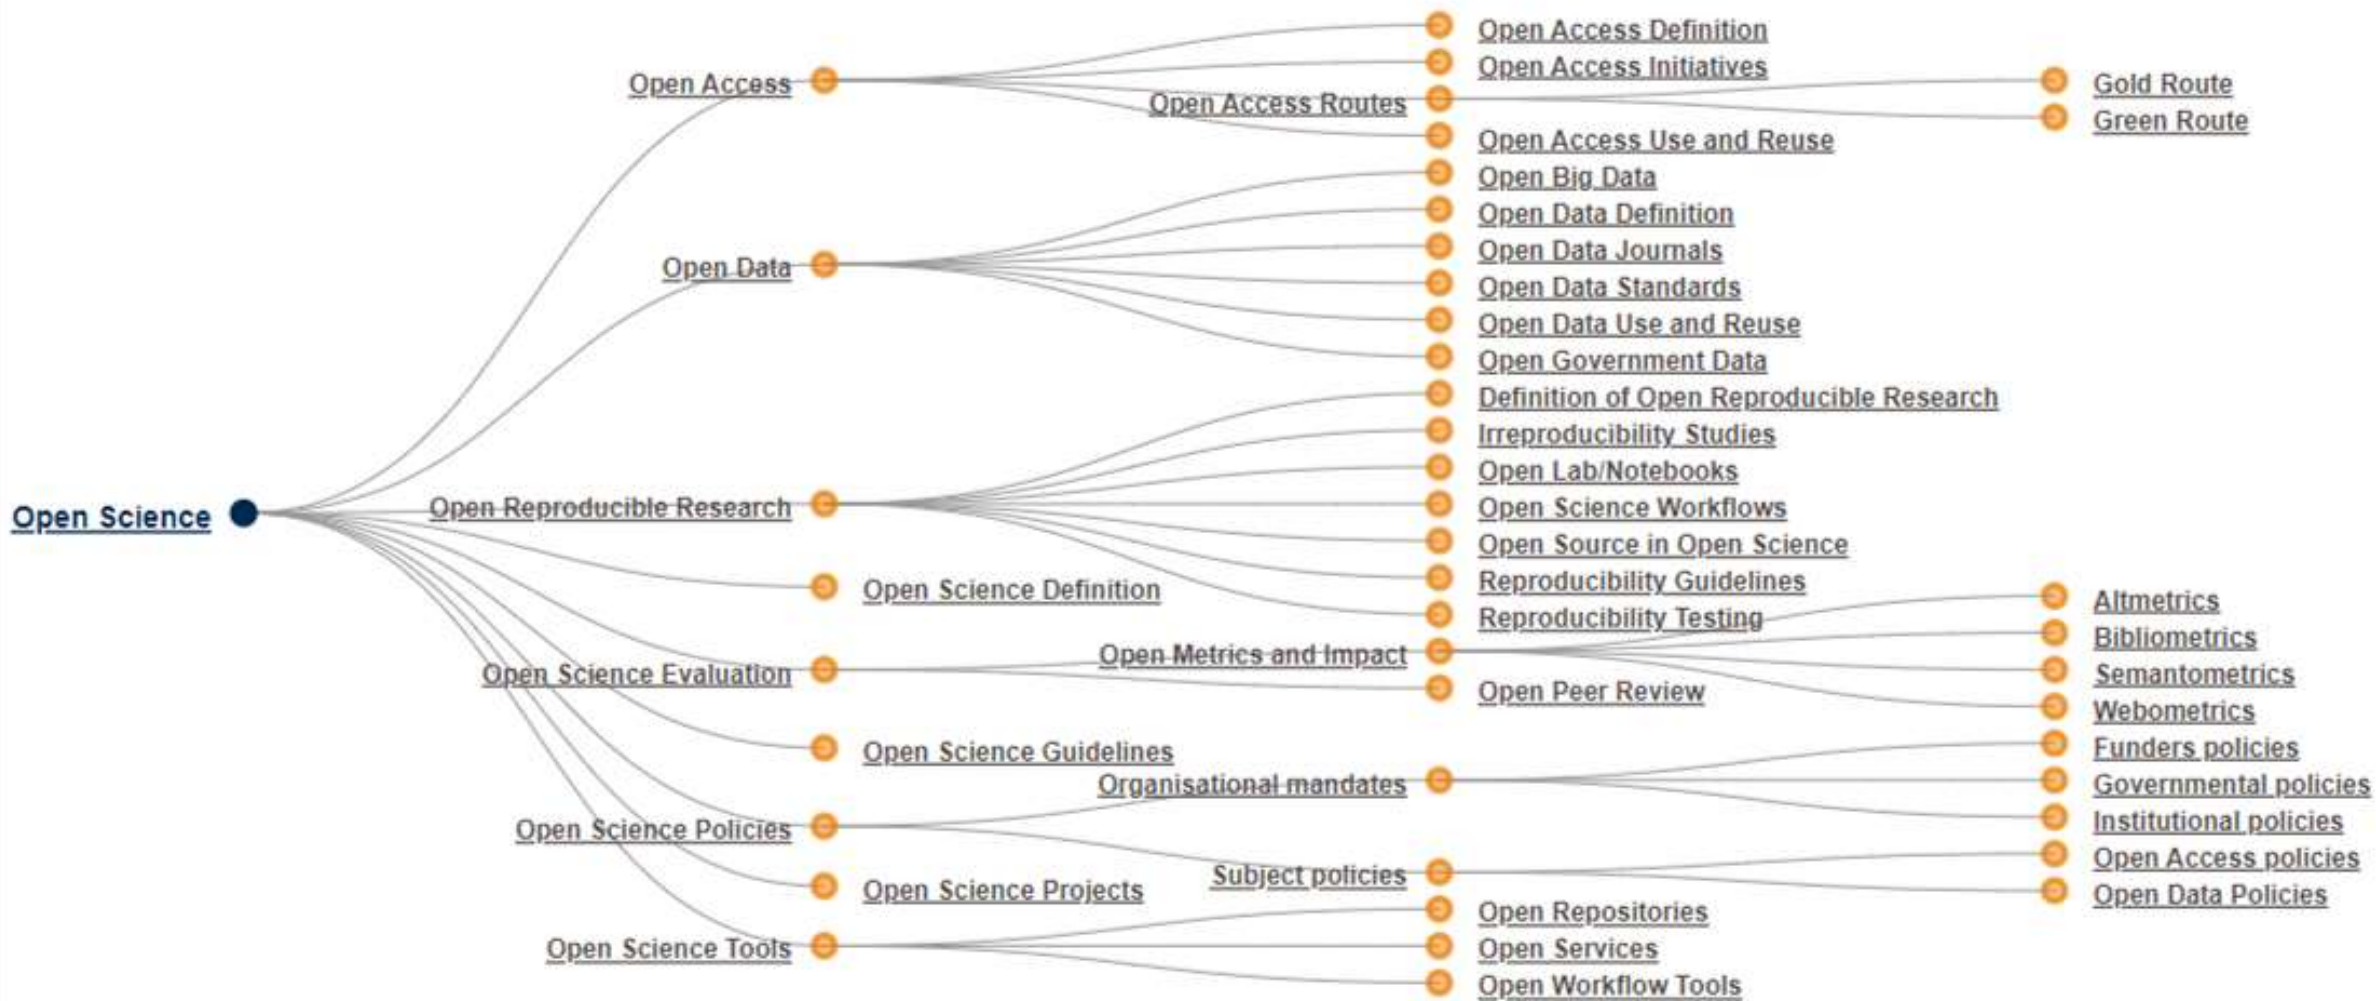 Open Science
Open Access
Open Access Definition
Open Access Initiatives
Open Access Routes
Gold Route
Green Route
Open Access Use and Reuse
Open Data
Open Big Data
Open Data Definition
Open Data Journals
Open Data Standards
Open Data Use and Reuse
Open Government Data
Open Reproducible Research
Definition of Open Reproducible Research
Irreproducibility Studies
Open Lab/Notebooks
Open Science Workflows
Open Source in Open Science
Reproducibility Guidelines
Reproducibility Testing
Open Science Definition
Open Science Evaluation
Open Metrics and Impact
Altmetrics
Bibliometrics
Semantometrics
Webometrics
Open Peer Review
Open Science Guidelines
Open Science Policies
Organisational mandates
Funders policies
Governmental policies
Institutional policies
Subject policies
Open Access policies
Open Data Policies
Open Science Projects
Open Science Tools
Open Repositories
Open Services
Open Workflow Tools